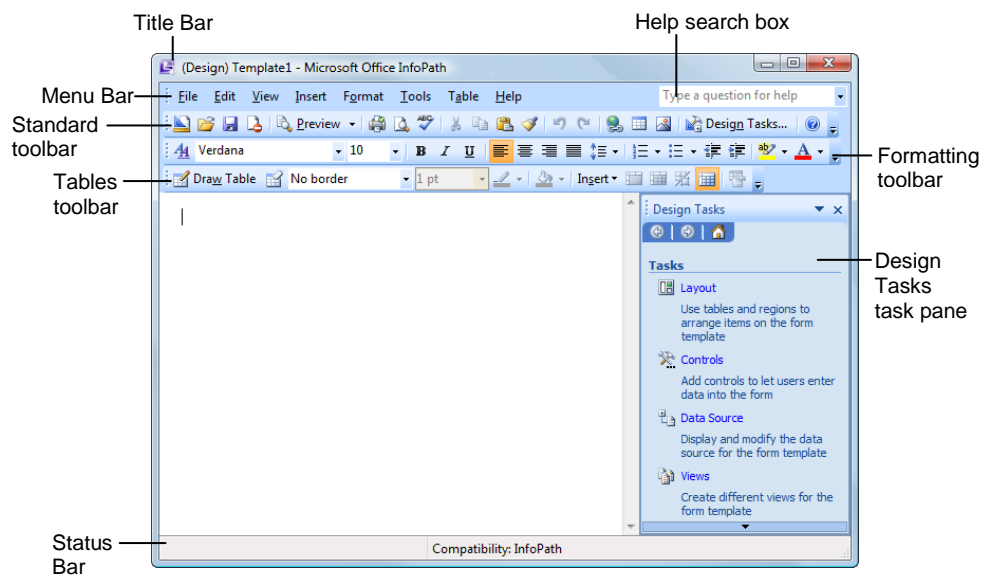 Title Bar
Help search box
(Design) Template1 - Microsoft Office InfoPath
Menu Bar
File Edit View Insert Format Tools Table Help
Type a question for help
Standard
toolbar
Preview
ABC
Design Tasks...
Verdana
10
B I U
ab
A
Formatting
toolbar
Tables
toolbar
Draw Table
No border
1 pt
Insert
Design Tasks
Tasks
Layout
Use tables and regions to
arrange items on the form
template
Controls
Add controls to let users enter
data into the form
Data Source
Display and modify the data
source for the form template
Views
Create different views for the
form template
Design
Tasks
task pane
Status
Bar
Compatibility: InfoPath